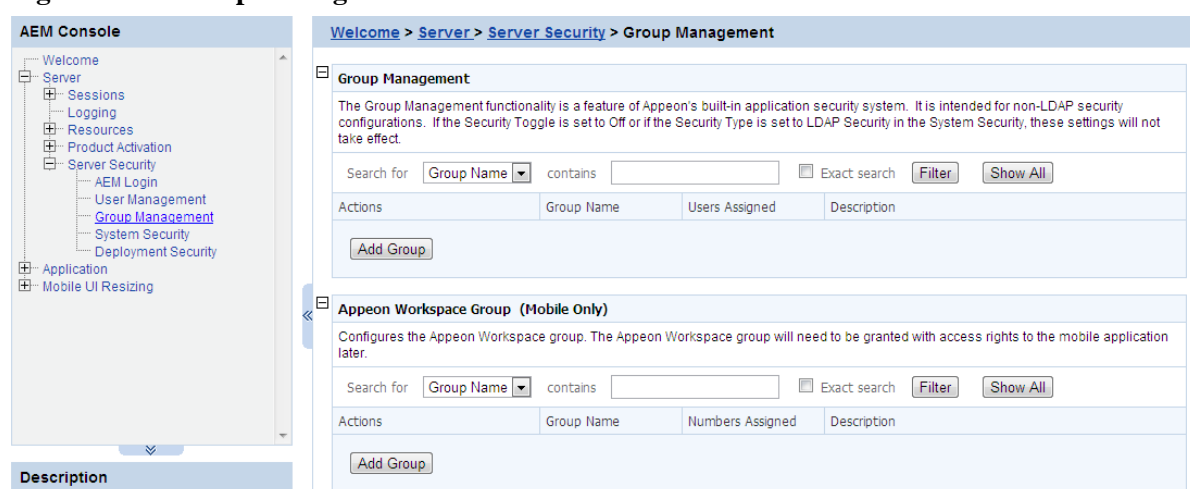 AEM Console
Welcome
Server
Sessions
Logging
Resources
Product Activation
Server Security
AEM Login
User Management
Group Management
System Security
Deployment Security
Application
Mobile UI Resizing
Description
Welcome > Server > Server Security > Group Management
Group Management
The Group Management functionality is a feature of Appeon's built-in application security system. It is intended for non-LDAP security
configurations. If the Security Toggle is set to Off or if the Security Type is set to LDAP Security in the System Security, these settings will not
take effect.
Search for Group Name contains Exact search Filter Show All
Actions Group Name Users Assigned Description
Add Group
Appeon Workspace Group (Mobile Only)
Configures the Appeon Workspace group. The Appeon Workspace group will need to be granted with access rights to the mobile application
later.
Search for Group Name contains Exact search Filter Show All
Actions Group Name Numbers Assigned Description
Add Group